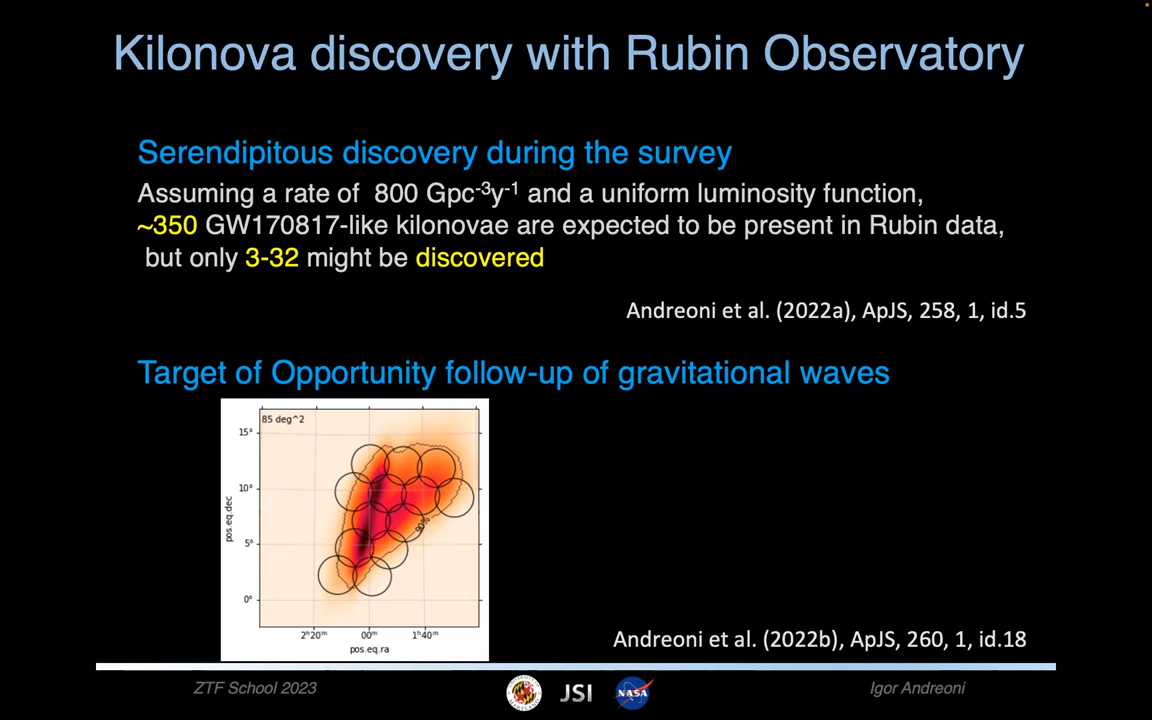 Kilonova discovery with Rubin Observatory
Serendipitous discovery during the survey
Assuming a rate of 800 Gpc⁻³y⁻¹ and a uniform luminosity function,
~350 GW170817-like kilonovae are expected to be present in Rubin data,
but only 3-32 might be discovered
Andreoni et al. (2022a), ApJS, 258, 1, id.5
Target of Opportunity follow-up of gravitational waves
85 deg^2
15°
10°
5°
0°
pos.eq.dec
90%
2ʰ20ᵐ 00ᵐ 1ʰ40ᵐ
pos.eq.ra
Andreoni et al. (2022b), ApJS, 260, 1, id.18
ZTF School 2023
JSI
NASA
Igor Andreoni